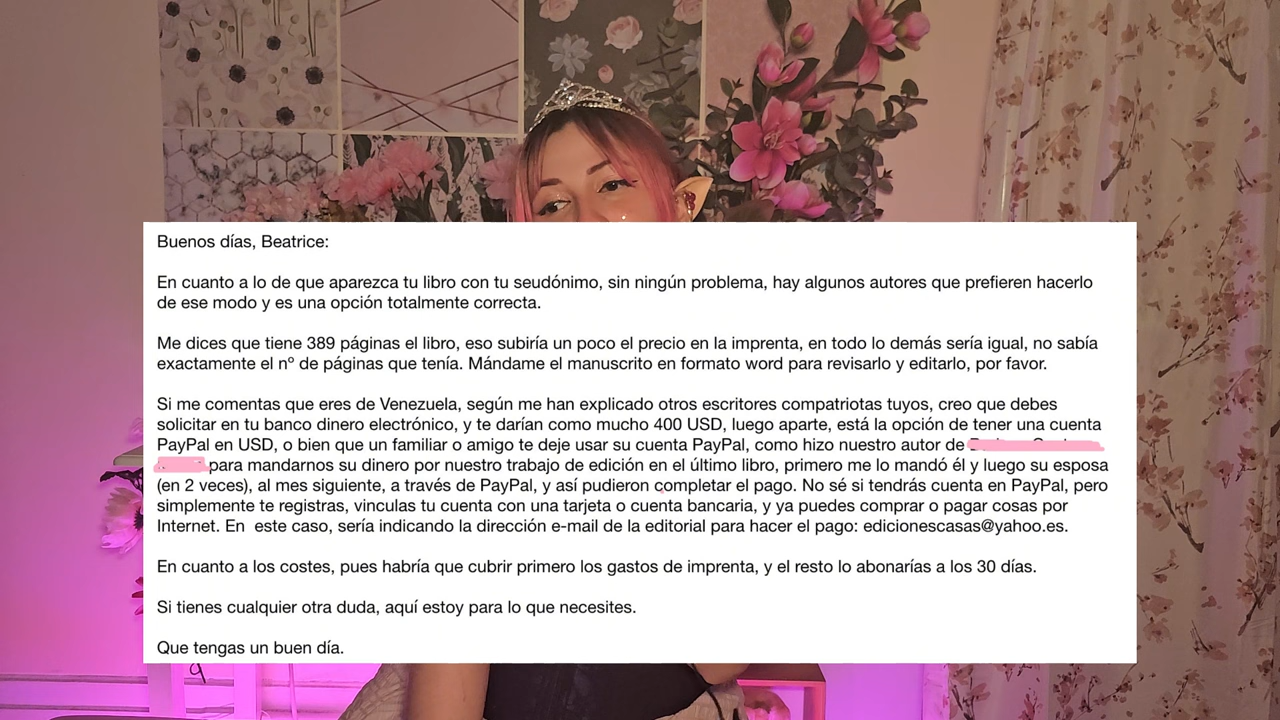 Buenos días, Beatrice:
En cuanto a lo de que aparezca tu libro con tu seudónimo, sin ningún problema, hay algunos autores que prefieren hacerlo
de ese modo y es una opción totalmente correcta.
Me dices que tiene 389 páginas el libro, eso subiría un poco el precio en la imprenta, en todo lo demás sería igual, no sabía
exactamente el nº de páginas que tenía. Mándame el manuscrito en formato word para revisarlo y editarlo, por favor.
Si me comentas que eres de Venezuela, según me han explicado otros escritores compatriotas tuyos, creo que debes
solicitar en tu banco dinero electrónico, y te darían como mucho 400 USD, luego aparte, está la opción de tener una cuenta
PayPal en USD, o bien que un familiar o amigo te deje usar su cuenta PayPal, como hizo nuestro autor de
para mandarnos su dinero por nuestro trabajo de edición en el último libro, primero me lo mandó él y luego su esposa
(en 2 veces), al mes siguiente, a través de PayPal, y así pudieron completar el pago. No sé si tendrás cuenta en PayPal, pero
simplemente te registras, vinculas tu cuenta con una tarjeta o cuenta bancaria, y ya puedes comprar o pagar cosas por
Internet. En  este caso, sería indicando la dirección e-mail de la editorial para hacer el pago: edicionescasas@yahoo.es.
En cuanto a los costes, pues habría que cubrir primero los gastos de imprenta, y el resto lo abonarías a los 30 días.
Si tienes cualquier otra duda, aquí estoy para lo que necesites.
Que tengas un buen día.